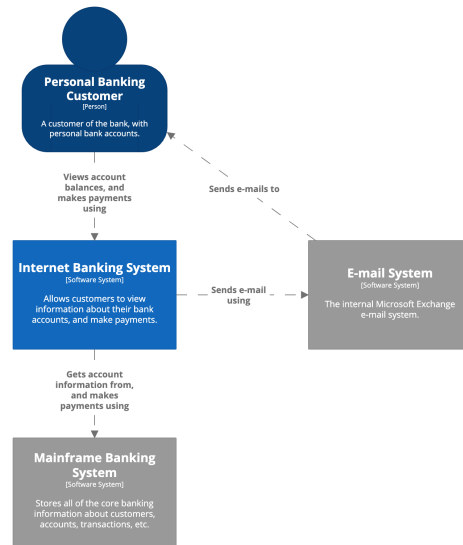 Personal Banking
Customer
[Person]
A customer of the bank, with
personal bank accounts.
Views account
balances, and
makes payments
using
Sends e-mails to
Internet Banking System
[Software System]
Allows customers to view
information about their bank
accounts, and make payments.
Sends e-mail
using
E-mail System
[Software System]
The internal Microsoft Exchange
e-mail system.
Gets account
information from,
and makes
payments using
Mainframe Banking
System
[Software System]
Stores all of the core banking
information about customers,
accounts, transactions, etc.